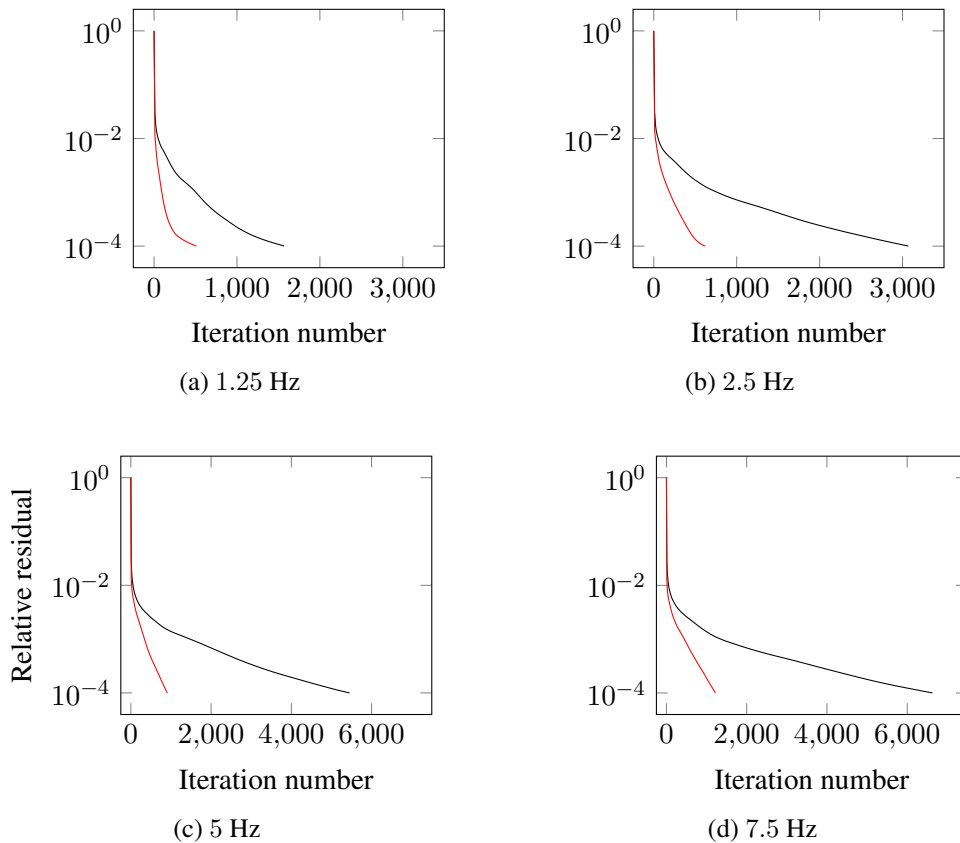 10^0
10^−2
10^−4
0 1,000 2,000 3,000
Iteration number
(a) 1.25 Hz
10^0
10^−2
10^−4
0 1,000 2,000 3,000
Iteration number
(b) 2.5 Hz
Relative residual
10^0
10^−2
10^−4
0 2,000 4,000 6,000
Iteration number
(c) 5 Hz
10^0
10^−2
10^−4
0 2,000 4,000 6,000
Iteration number
(d) 7.5 Hz